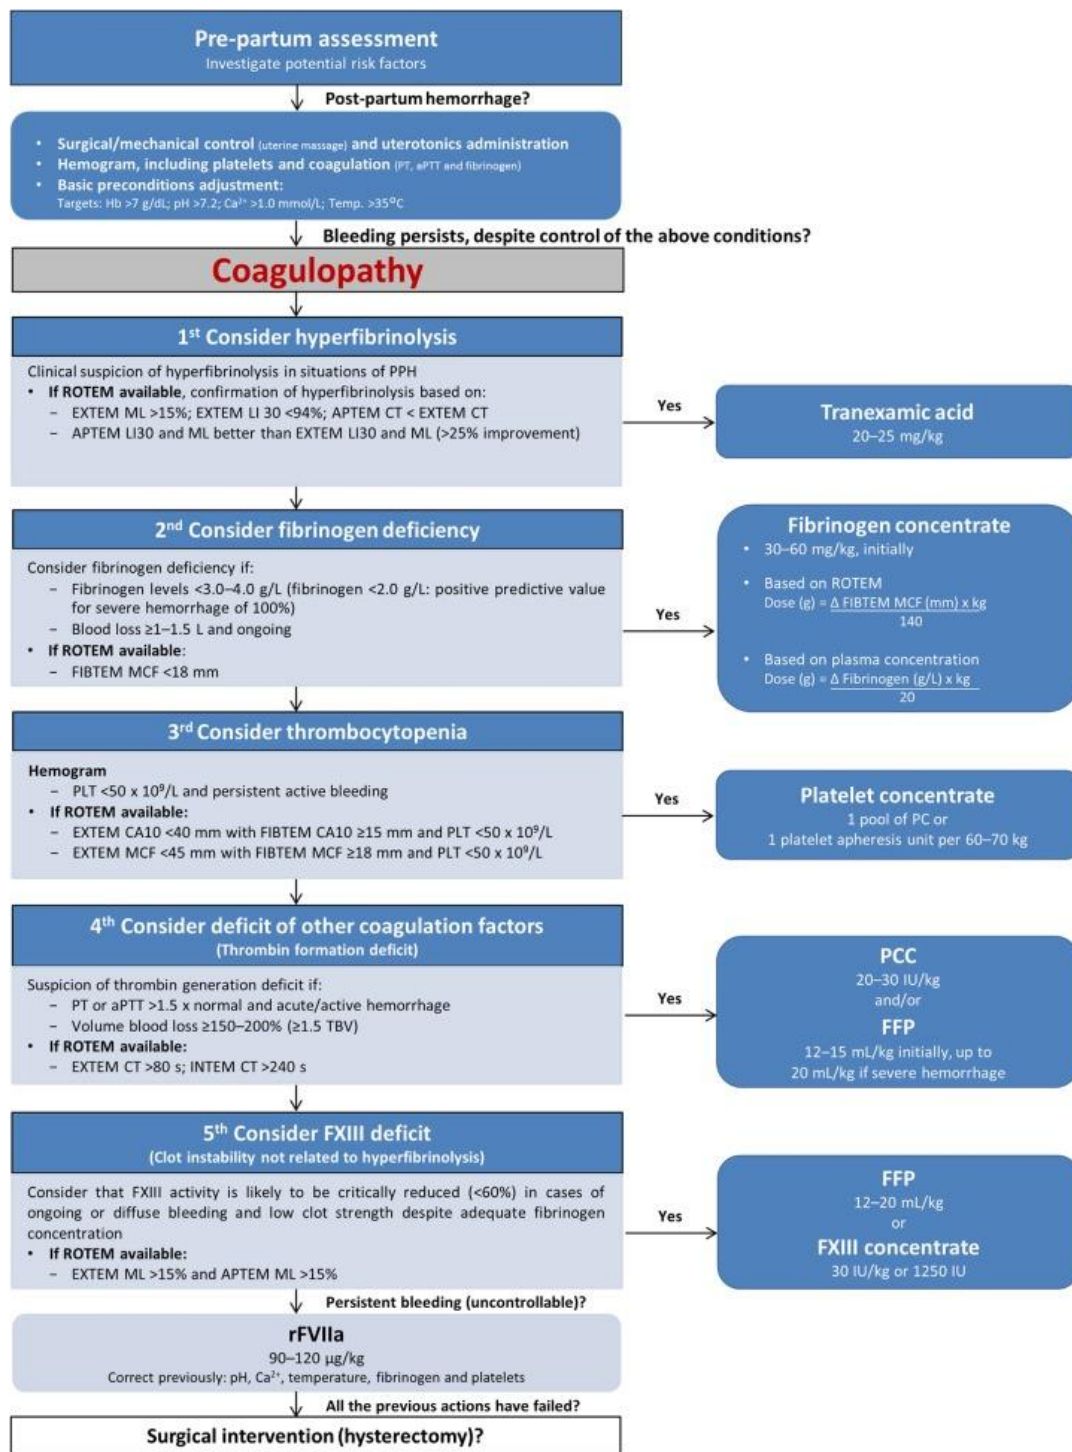 Pre-partum assessment
Investigate potential risk factors
Post-partum hemorrhage?
• Surgical/mechanical control (uterine massage) and uterotonics administration
• Hemogram, including platelets and coagulation (PT, aPTT and fibrinogen)
• Basic preconditions adjustment:
Targets: Hb >7 g/dL; pH >7.2; Ca²⁺ >1.0 mmol/L; Temp. >35ºC
Bleeding persists, despite control of the above conditions?
Coagulopathy
1st Consider hyperfibrinolysis
Clinical suspicion of hyperfibrinolysis in situations of PPH
• If ROTEM available, confirmation of hyperfibrinolysis based on:
– EXTEM ML >15%; EXTEM LI 30 <94%; APTEM CT < EXTEM CT
– APTEM LI30 and ML better than EXTEM LI30 and ML (>25% improvement)
Yes
Tranexamic acid
20–25 mg/kg
2nd Consider fibrinogen deficiency
Consider fibrinogen deficiency if:
– Fibrinogen levels <3.0–4.0 g/L (fibrinogen <2.0 g/L: positive predictive value
for severe hemorrhage of 100%)
– Blood loss ≥1–1.5 L and ongoing
• If ROTEM available:
– FIBTEM MCF <18 mm
Yes
Fibrinogen concentrate
• 30–60 mg/kg, initially
• Based on ROTEM
Dose (g) = Δ FIBTEM MCF (mm) x kg
140
• Based on plasma concentration
Dose (g) = Δ Fibrinogen (g/L) x kg
20
3rd Consider thrombocytopenia
Hemogram
– PLT <50 x 10⁹/L and persistent active bleeding
• If ROTEM available:
– EXTEM CA10 <40 mm with FIBTEM CA10 ≥15 mm and PLT <50 x 10⁹/L
– EXTEM MCF <45 mm with FIBTEM MCF ≥18 mm and PLT <50 x 10⁹/L
Yes
Platelet concentrate
1 pool of PC or
1 platelet apheresis unit per 60–70 kg
4th Consider deficit of other coagulation factors
(Thrombin formation deficit)
Suspicion of thrombin generation deficit if:
– PT or aPTT >1.5 x normal and acute/active hemorrhage
– Volume blood loss ≥150–200% (≥1.5 TBV)
• If ROTEM available:
– EXTEM CT >80 s; INTEM CT >240 s
Yes
PCC
20–30 IU/kg
and/or
FFP
12–15 mL/kg initially, up to
20 mL/kg if severe hemorrhage
5th Consider FXIII deficit
(Clot instability not related to hyperfibrinolysis)
Consider that FXIII activity is likely to be critically reduced (<60%) in cases of
ongoing or diffuse bleeding and low clot strength despite adequate fibrinogen
concentration
• If ROTEM available:
– EXTEM ML >15% and APTEM ML >15%
Yes
FFP
12–20 mL/kg
or
FXIII concentrate
30 IU/kg or 1250 IU
Persistent bleeding (uncontrollable)?
rFVIIa
90–120 µg/kg
Correct previously: pH, Ca²⁺, temperature, fibrinogen and platelets
All the previous actions have failed?
Surgical intervention (hysterectomy)?